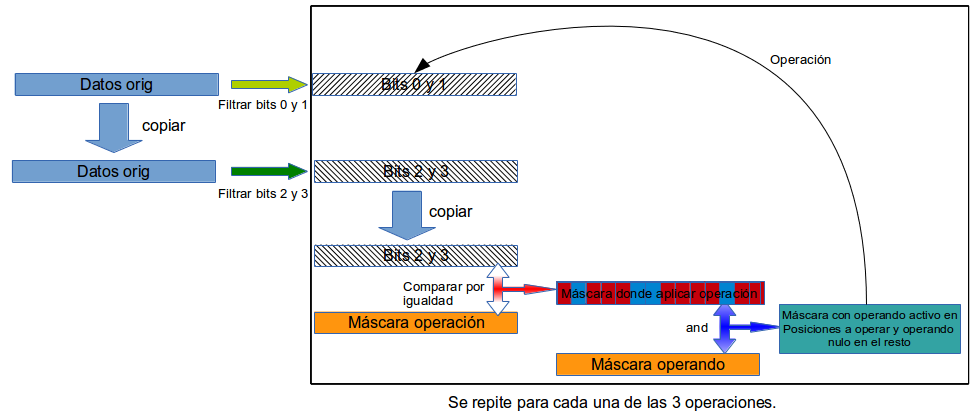 Operación
Datos orig
Bits 0 y 1
Filtrar bits 0 y 1
copiar
Datos orig
Bits 2 y 3
Filtrar bits 2 y 3
copiar
Bits 2 y 3
Comparar por
igualdad
Máscara donde aplicar operación
Máscara operación
Máscara con operando activo en
Posiciones a operar y operando
nulo en el resto
and
Máscara operando
Se repite para cada una de las 3 operaciones.